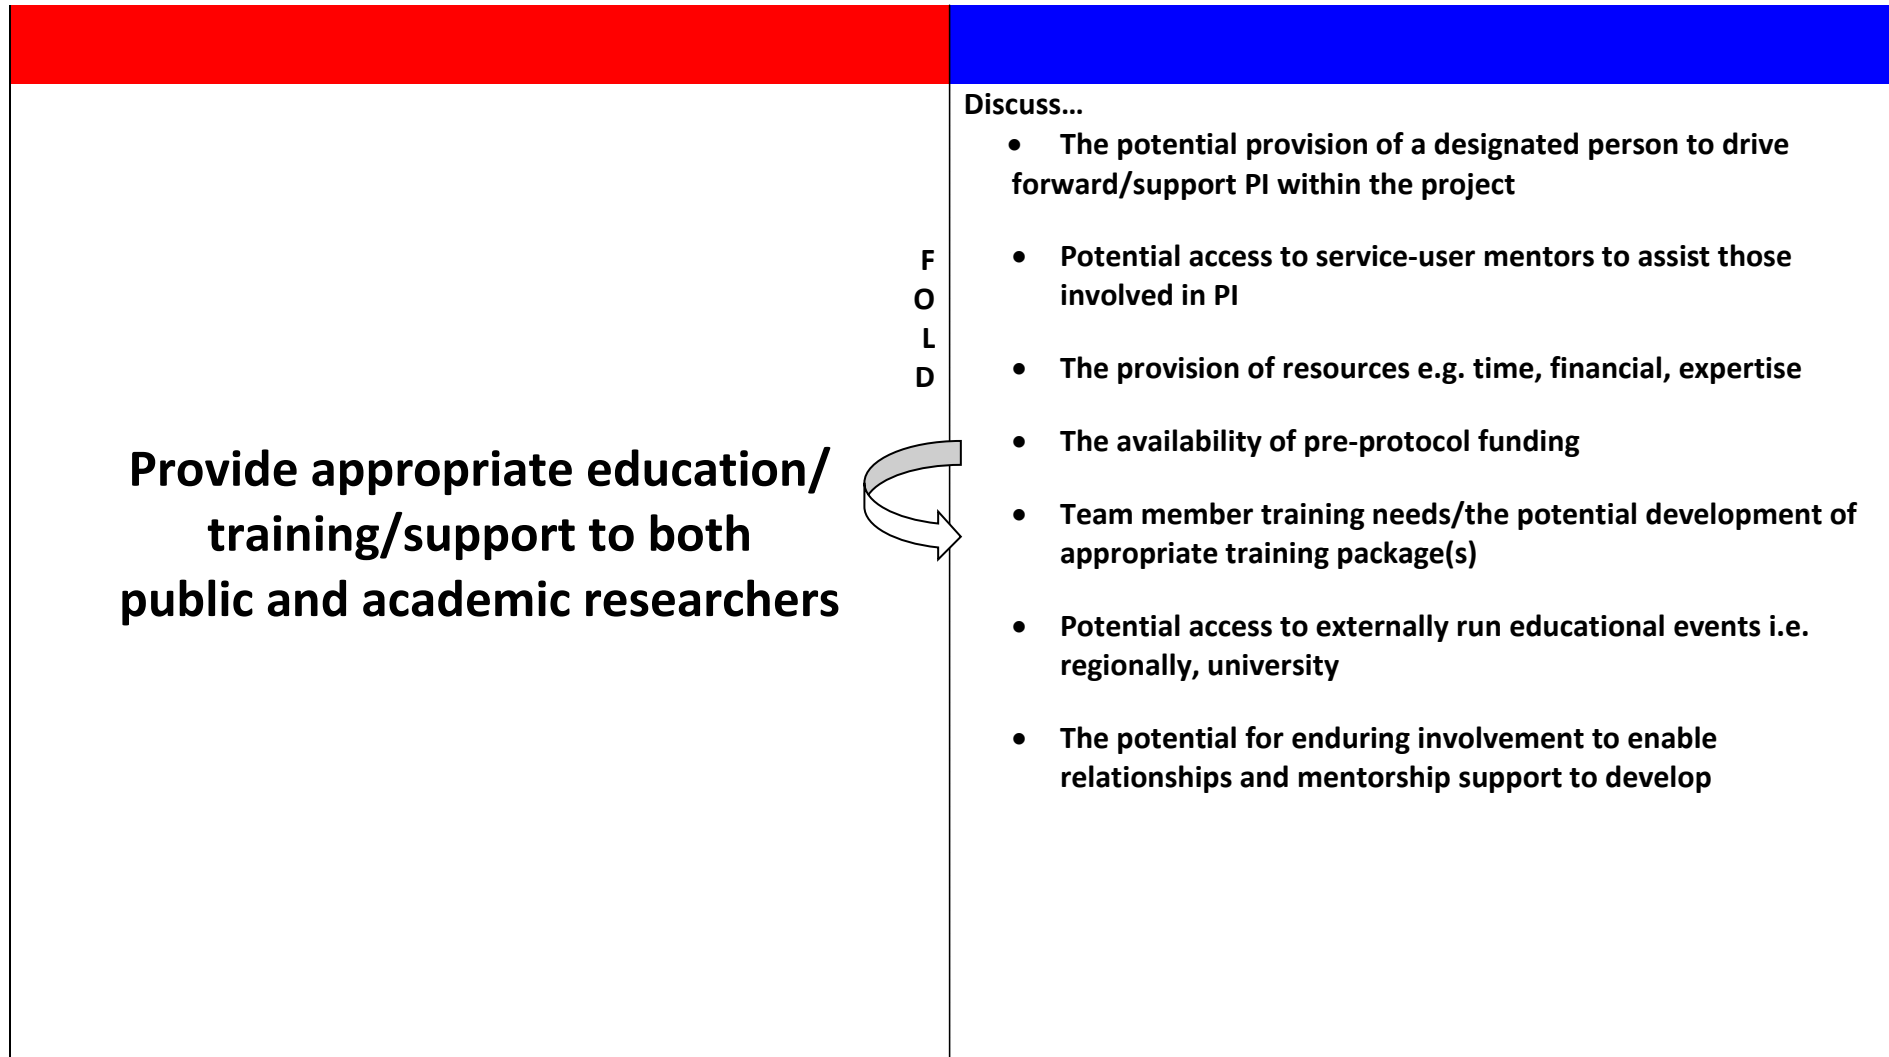 Provide appropriate education/
training/support to both
public and academic researchers
F
O
L
D
Discuss…
• The potential provision of a designated person to drive
forward/support PI within the project
• Potential access to service-user mentors to assist those
involved in PI
• The provision of resources e.g. time, financial, expertise
• The availability of pre-protocol funding
• Team member training needs/the potential development of
appropriate training package(s)
• Potential access to externally run educational events i.e.
regionally, university
• The potential for enduring involvement to enable
relationships and mentorship support to develop